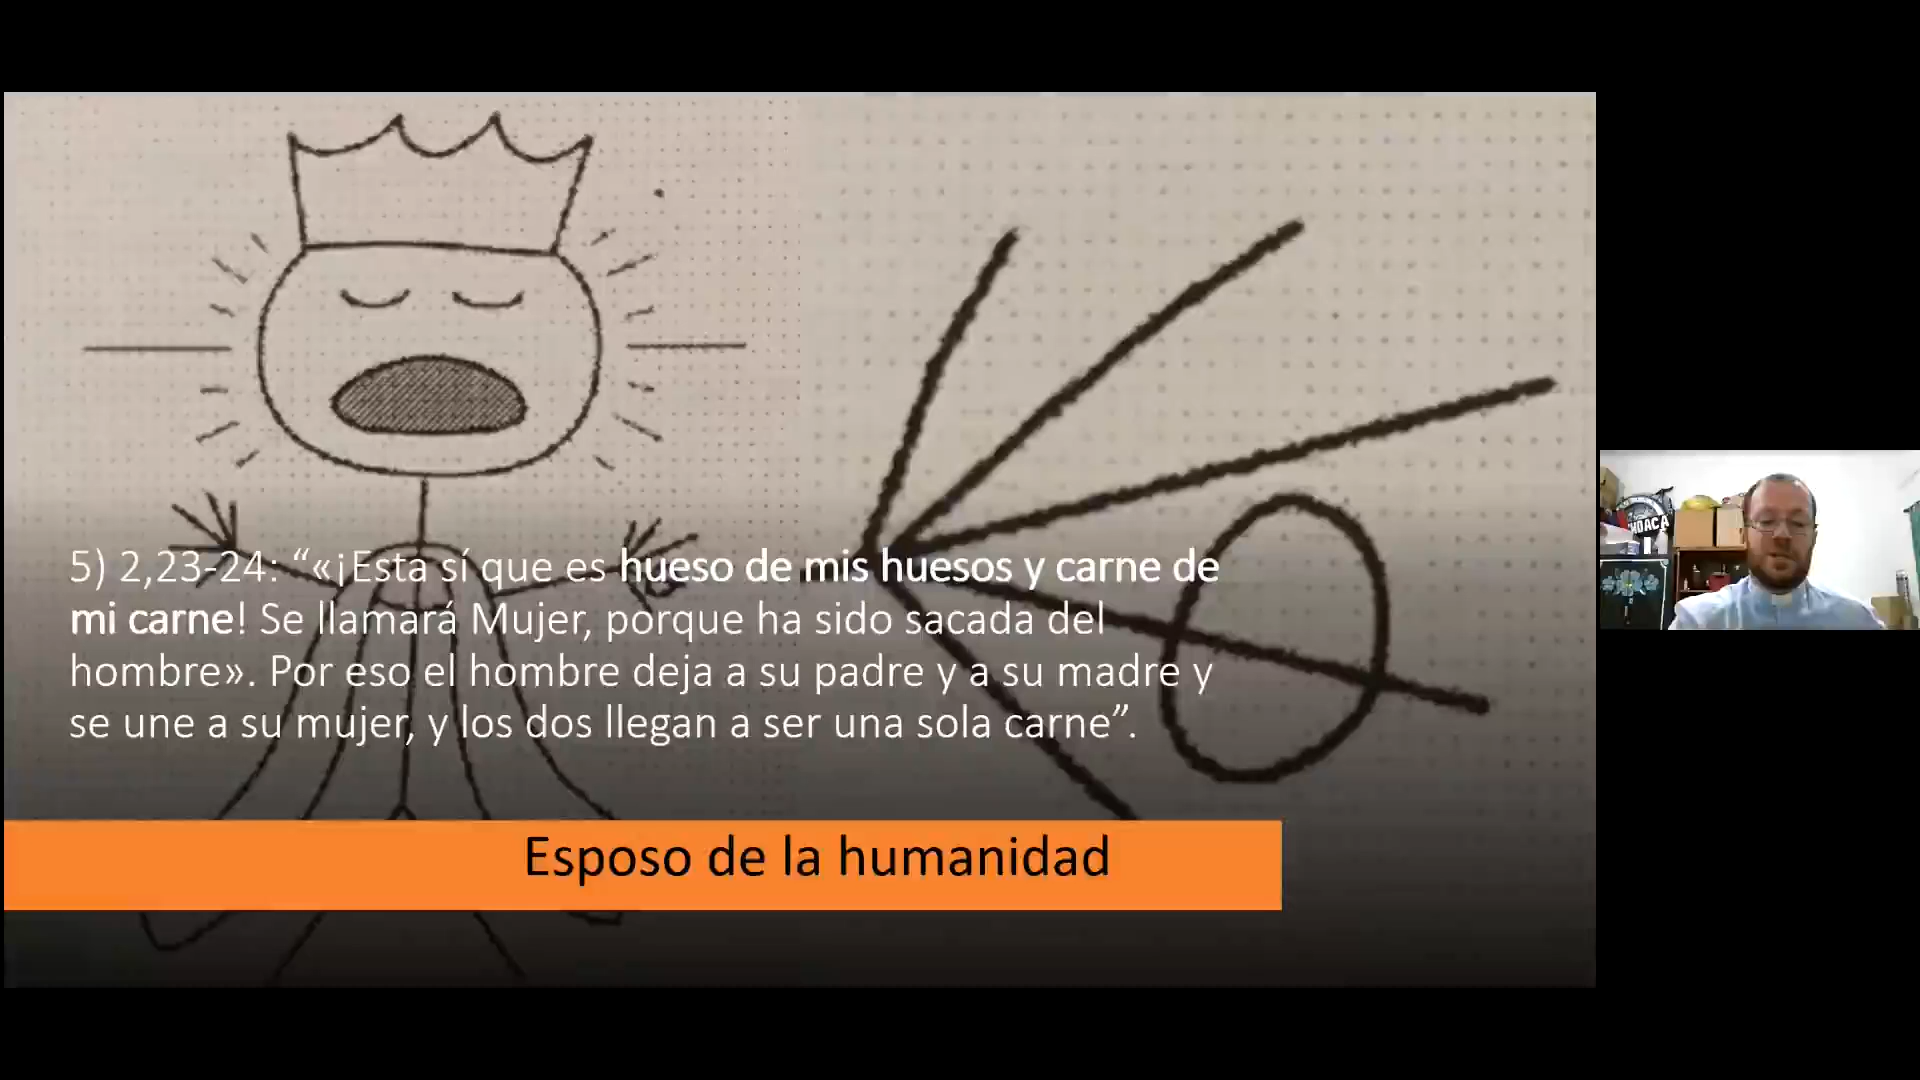 5) 2,23-24: “«¡Esta sí que es hueso de mis huesos y carne de
mi carne! Se llamará Mujer, porque ha sido sacada del
hombre». Por eso el hombre deja a su padre y a su madre y
se une a su mujer, y los dos llegan a ser una sola carne”.
Esposo de la humanidad